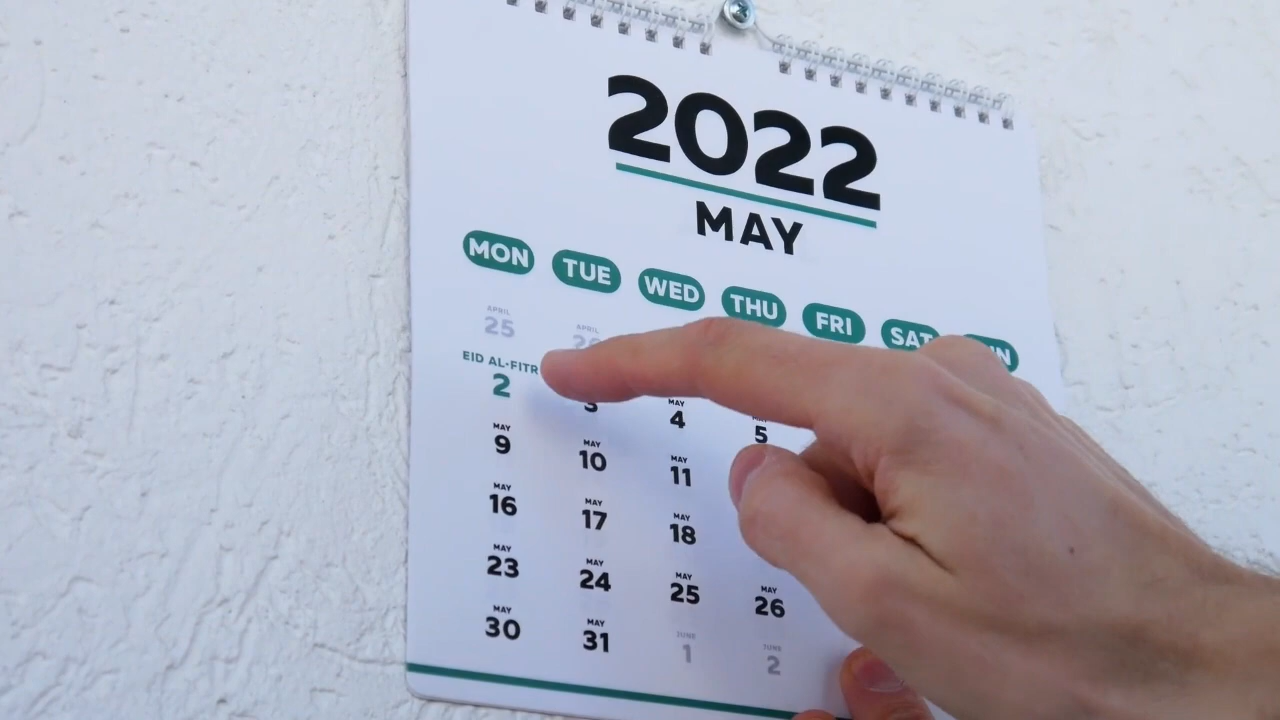 2022
MAY
MON TUE WED THU FRI SAT
APRIL APRIL
25
EID AL-FITR
2 3 MAY 4 MAY 5
MAY 9 MAY 10 MAY 11
MAY 16 MAY 17 MAY 18
MAY 23 MAY 24 MAY 25 MAY 26
MAY 30 MAY 31 JUNE 1 JUNE 2